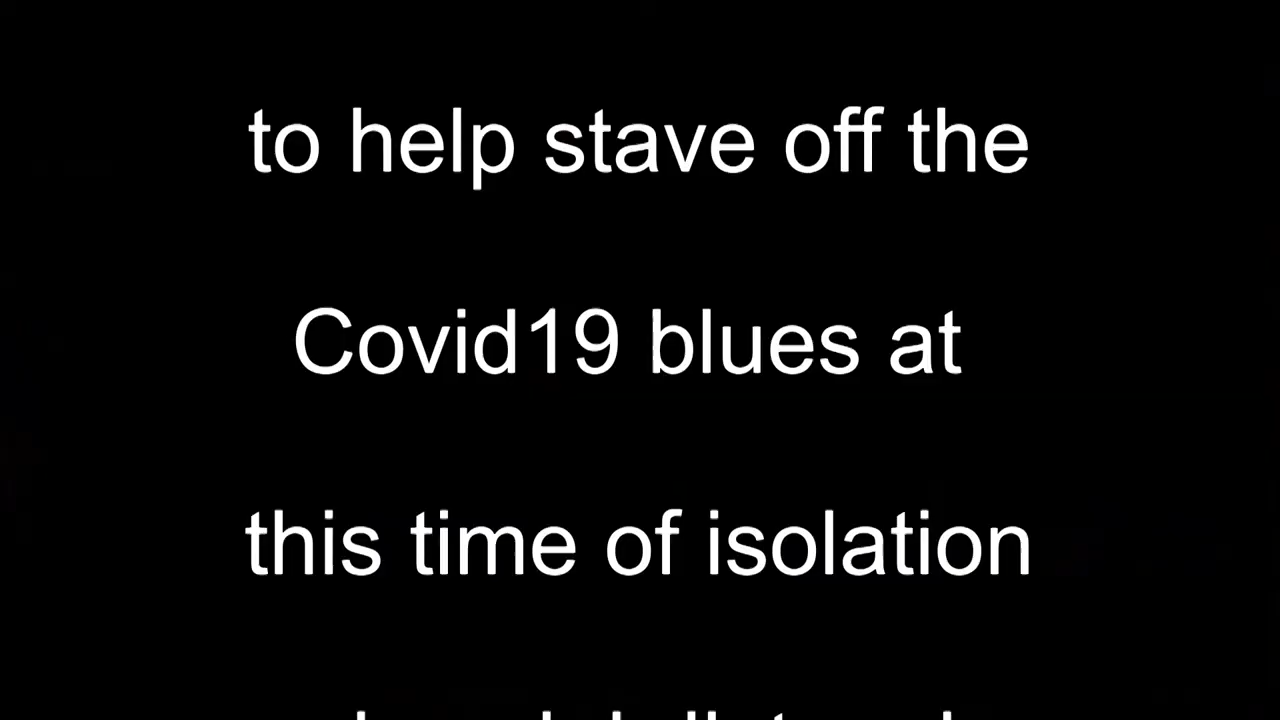 to help stave off the
Covid19 blues at
this time of isolation